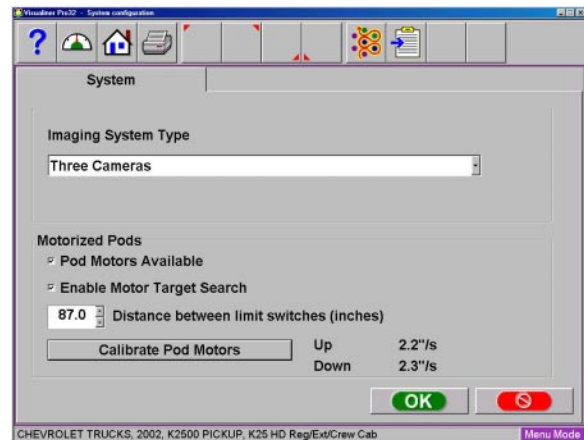 Visualiner Pro32 - System configuration
?
System
Imaging System Type
Three Cameras
Motorized Pods
Pod Motors Available
Enable Motor Target Search
87.0 Distance between limit switches (inches)
Calibrate Pod Motors
Up 2.2"/s
Down 2.3"/s
OK
CHEVROLET TRUCKS, 2002, K2500 PICKUP, K25 HD Reg/Ext/Crew Cab Menu Mode